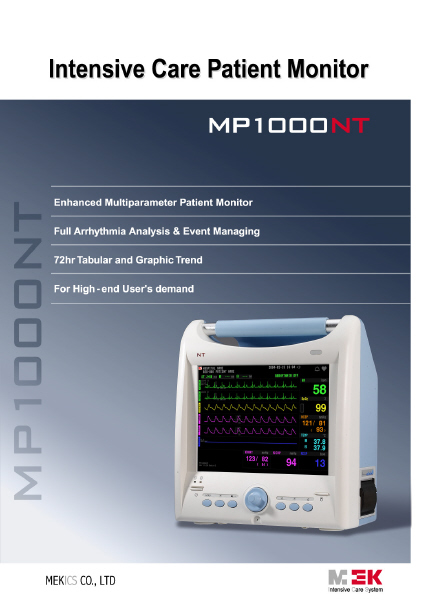 Intensive Care Patient Monitor
MP1000NT
Enhanced Multiparameter Patient Monitor
Full Arrhythmia Analysis & Event Managing
72hr Tabular and Graphic Trend
For High-end User's demand
MP1000NT
NT
58
99
121/ 81
93
37.8
37.9
123/ 82
94
13
MEKICS CO., LTD
MEK
Intensive Care System